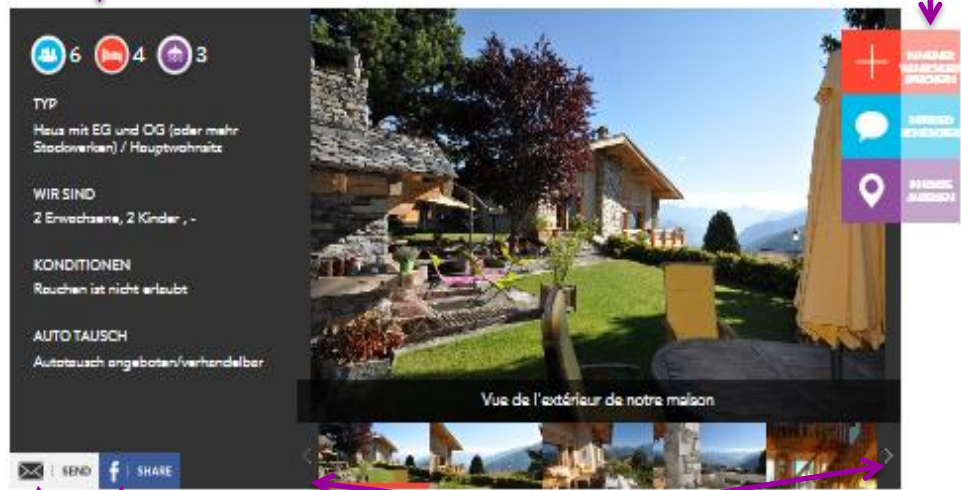 6 4 3
TYP
Haus mit EG und OG (oder mehr
Stockwerken) / Hauptwohnsitz
WIR SIND
2 Erwachsene, 2 Kinder , -
KONDITIONEN
Rauchen ist nicht erlaubt
AUTO TAUSCH
Autotausch angeboten/verhandelbar
Vue de l'extérieur de notre maison
SEND
SHARE